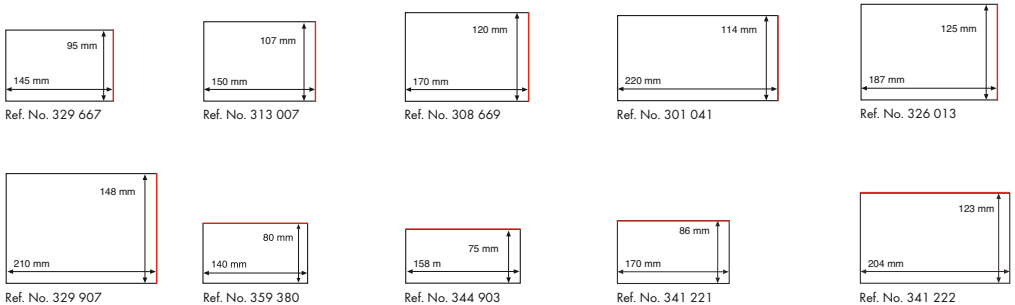 95 mm
145 mm
Ref. No. 329 667
107 mm
150 mm
Ref. No. 313 007
120 mm
170 mm
Ref. No. 308 669
114 mm
220 mm
Ref. No. 301 041
125 mm
187 mm
Ref. No. 326 013
148 mm
210 mm
Ref. No. 329 907
80 mm
140 mm
Ref. No. 359 380
75 mm
158 m
Ref. No. 344 903
86 mm
170 mm
Ref. No. 341 221
123 mm
204 mm
Ref. No. 341 222